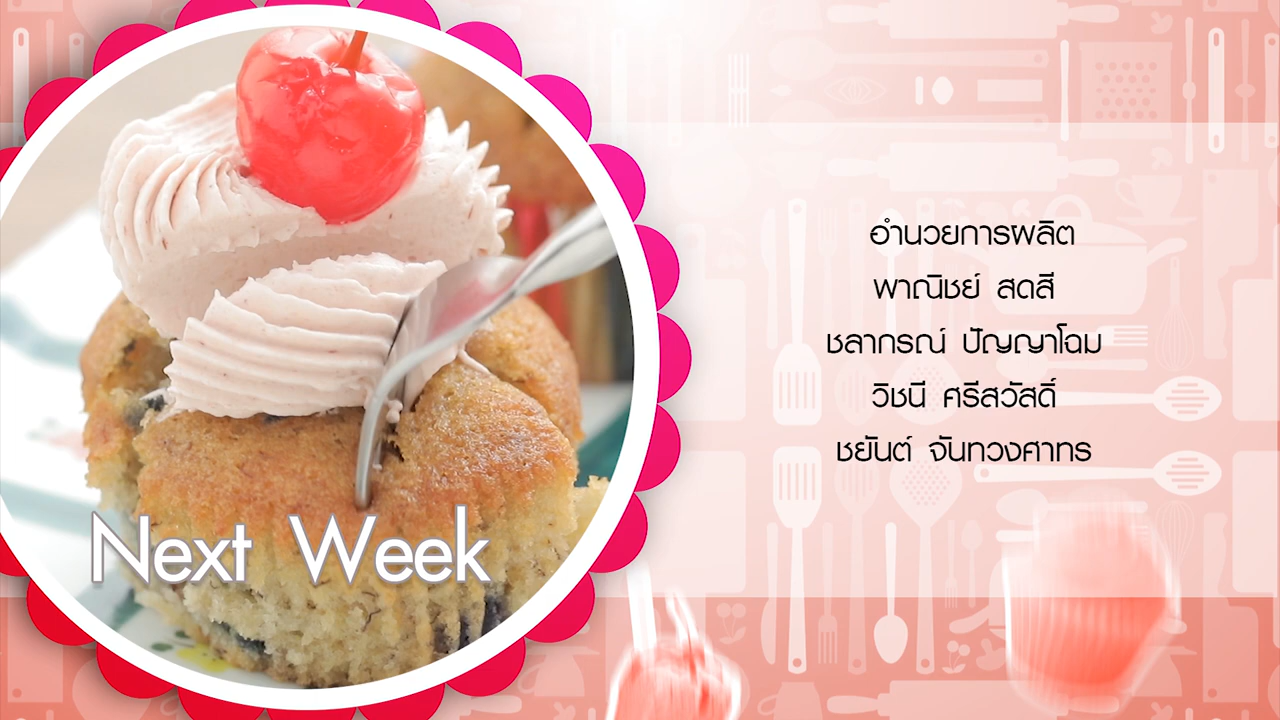 อำนวยการผลิต
พาณิชย์ สดสี
ชลากรณ์ ปัญญาโฉม
วิชนี ศรีสวัสดิ์
ชยันต์ จันทวงศาทร
Next Week